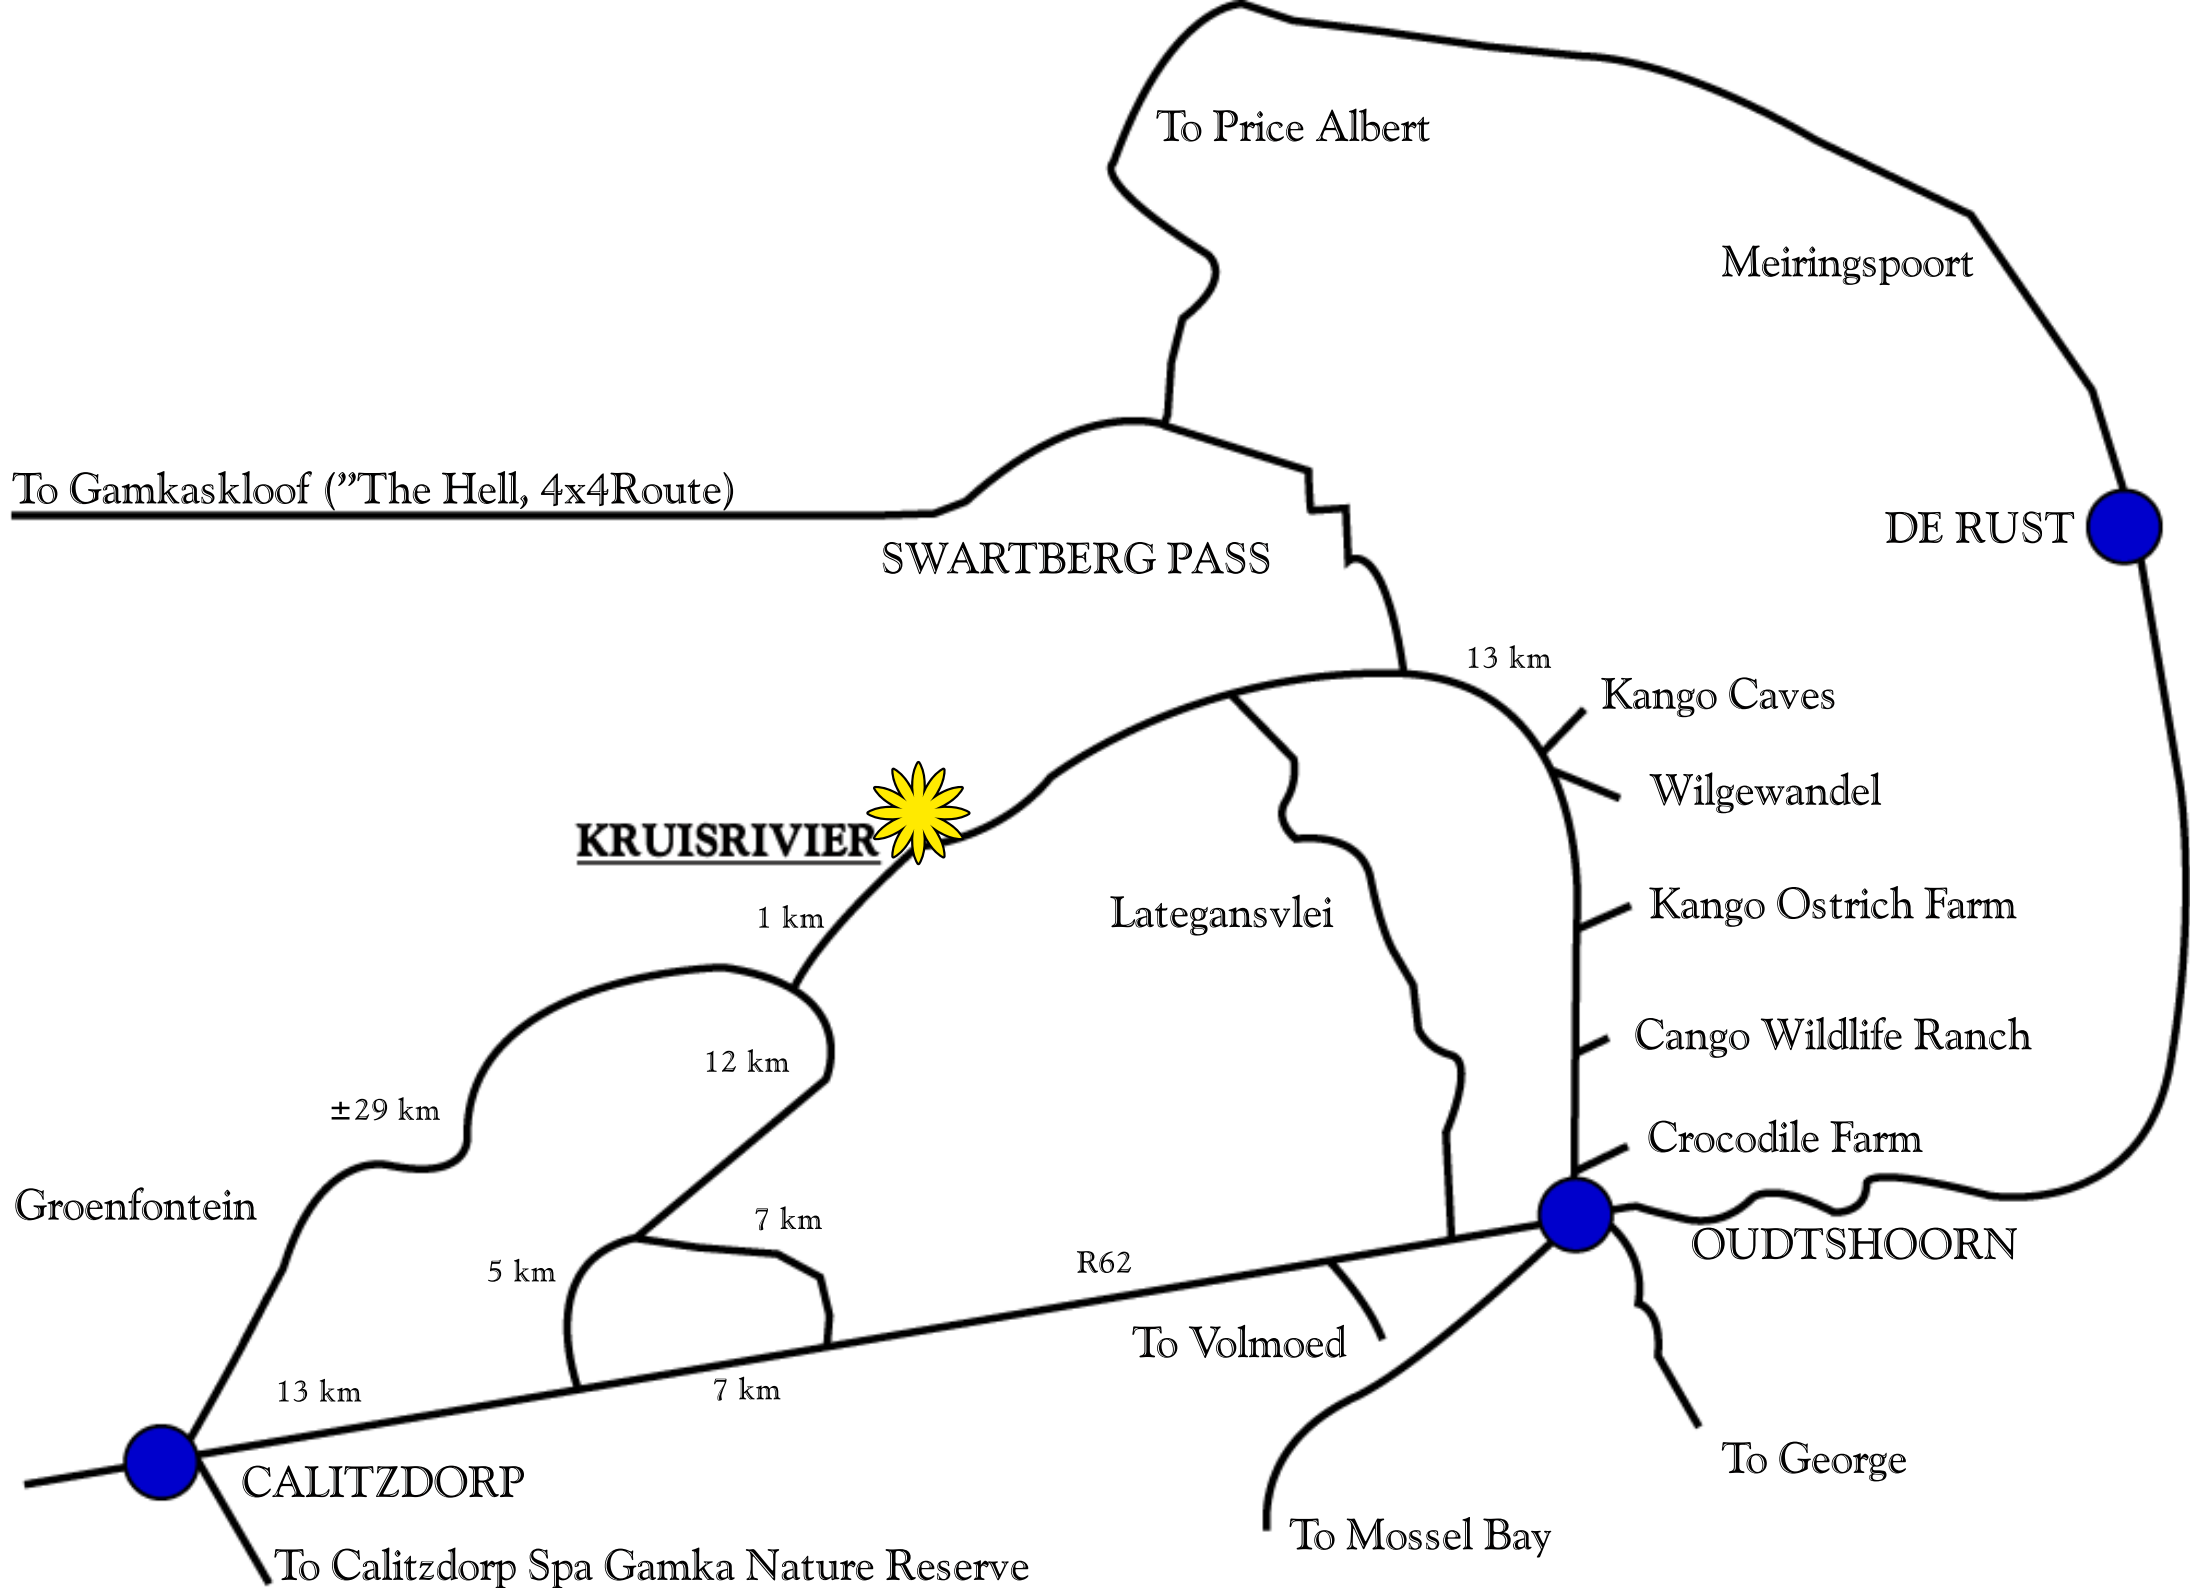 To Price Albert
Meiringspoort
To Gamkaskloof (”The Hell, 4x4Route)
DE RUST
SWARTBERG PASS
13 km
Kango Caves
Wilgewandel
KRUISRIVIER
Kango Ostrich Farm
Lategansvlei
1 km
Cango Wildlife Ranch
12 km
±29 km
Crocodile Farm
Groenfontein
7 km
OUDTSHOORN
R62
5 km
To Volmoed
13 km
7 km
To George
CALITZDORP
To Mossel Bay
To Calitzdorp Spa Gamka Nature Reserve